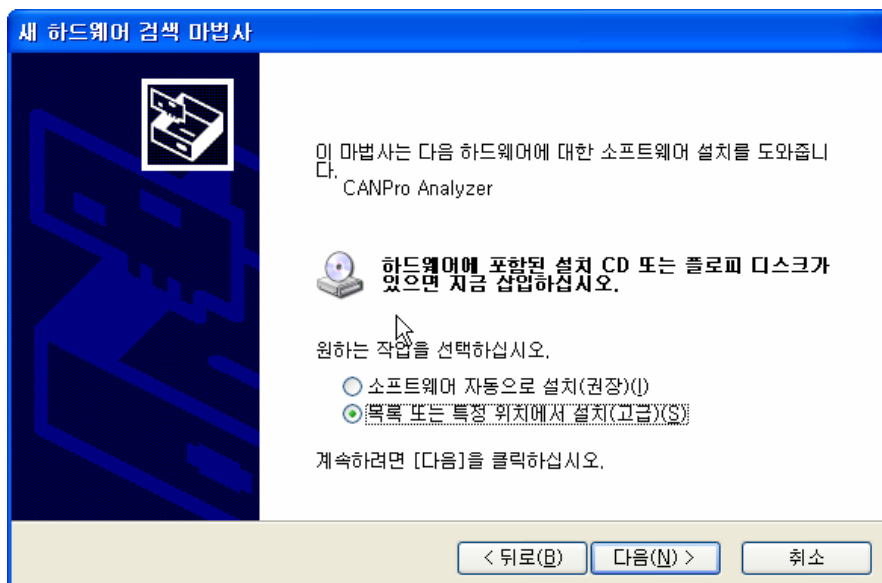 새 하드웨어 검색 마법사
이 마법사는 다음 하드웨어에 대한 소프트웨어 설치를 도와줍니
다.
CANPro Analyzer
하드웨어에 포함된 설치 CD 또는 플로피 디스크가
있으면 지금 삽입하십시오.
원하는 작업을 선택하십시오.
소프트웨어 자동으로 설치(권장)(I)
목록 또는 특정 위치에서 설치(고급)(S)
계속하려면 [다음]을 클릭하십시오.
< 뒤로(B) 다음(N) > 취소